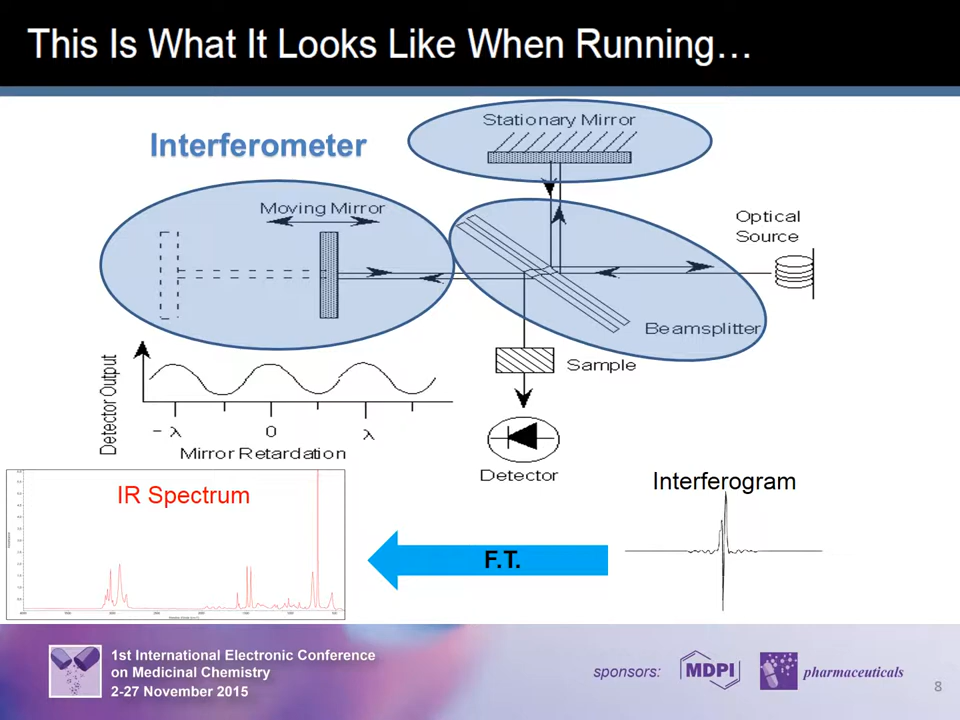 This Is What It Looks Like When Running…
Interferometer
Stationary Mirror
Moving Mirror
Optical
Source
Beamsplitter
Sample
Detector
Detector Output
- λ
0
λ
Mirror Retardation
IR Spectrum
F.T.
Interferogram
1st International Electronic Conference
on Medicinal Chemistry
2-27 November 2015
sponsors:
MDPI
pharmaceuticals
8